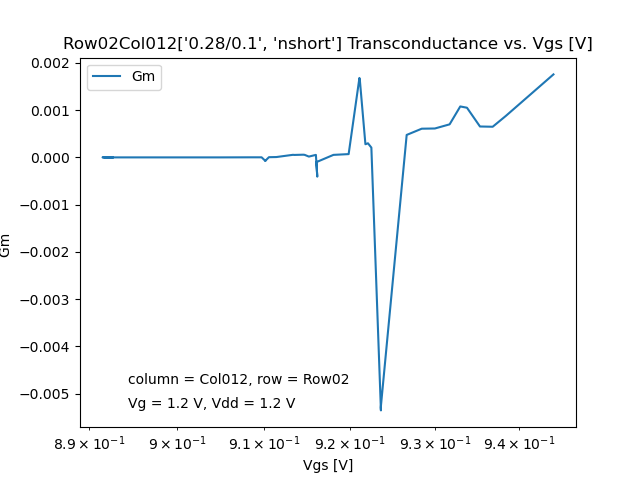 Row02Col012['0.28/0.1', 'nshort'] Transconductance vs. Vgs [V]
Gm
0.002
0.001
0.000
−0.001
−0.002
−0.003
−0.004
−0.005
Gm
column = Col012, row = Row02
Vg = 1.2 V, Vdd = 1.2 V
8.9 × 10⁻¹ 9 × 10⁻¹ 9.1 × 10⁻¹ 9.2 × 10⁻¹ 9.3 × 10⁻¹ 9.4 × 10⁻¹
Vgs [V]